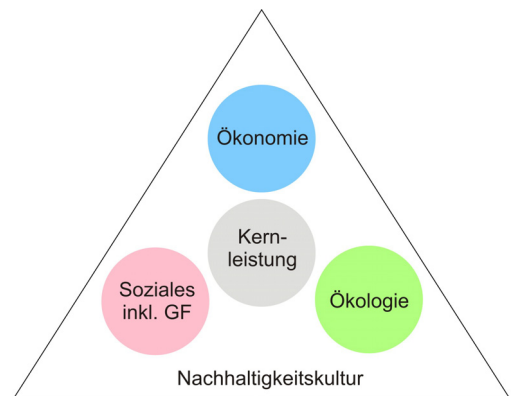 Ökonomie
Kern-
leistung
Soziales
inkl. GF
Ökologie
Nachhaltigkeitskultur